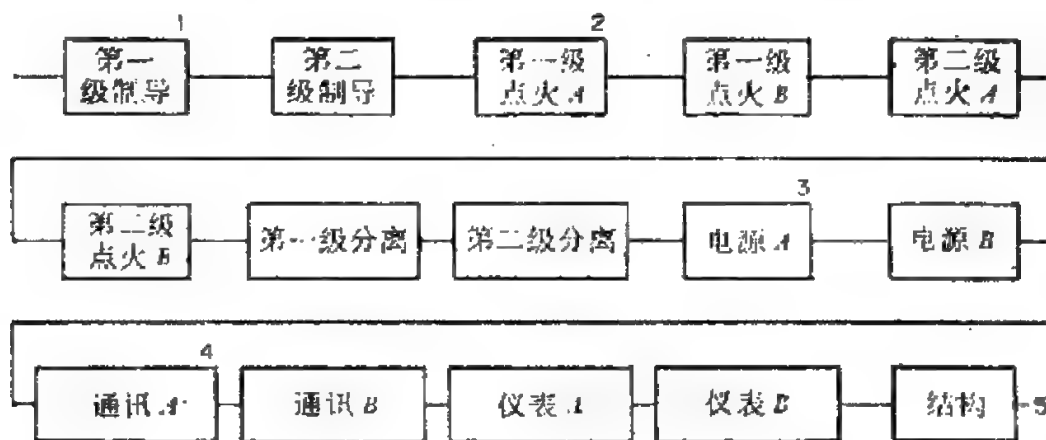 1
第一
级制导
第二
级制导
2
第一级
点火 A
第一级
点火 B
第二级
点火 A
第二级
点火 B
第一级分离
第二级分离
3
电源 A
电源 B
4
通讯 A
通讯 B
仪表 A
仪表 B
结构
5